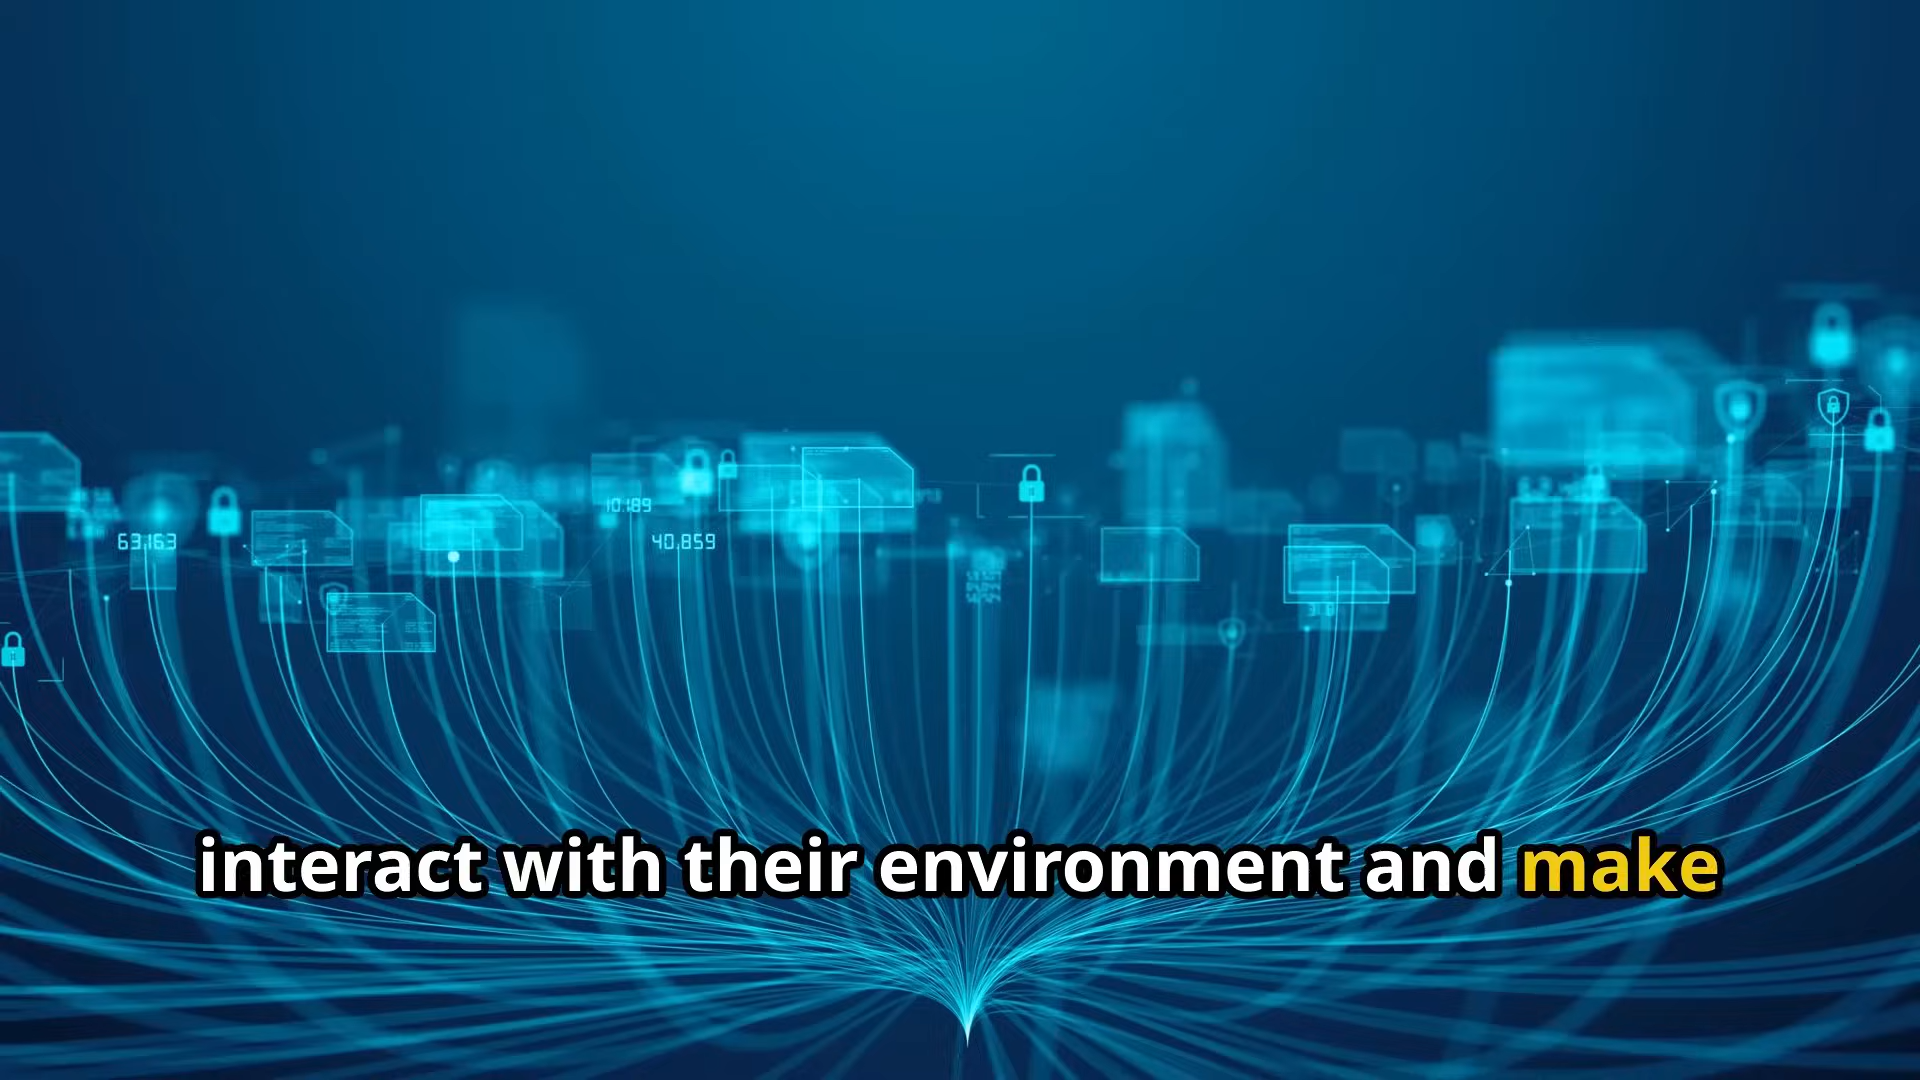 10.189
63,163
40.859
interact with their environment and make